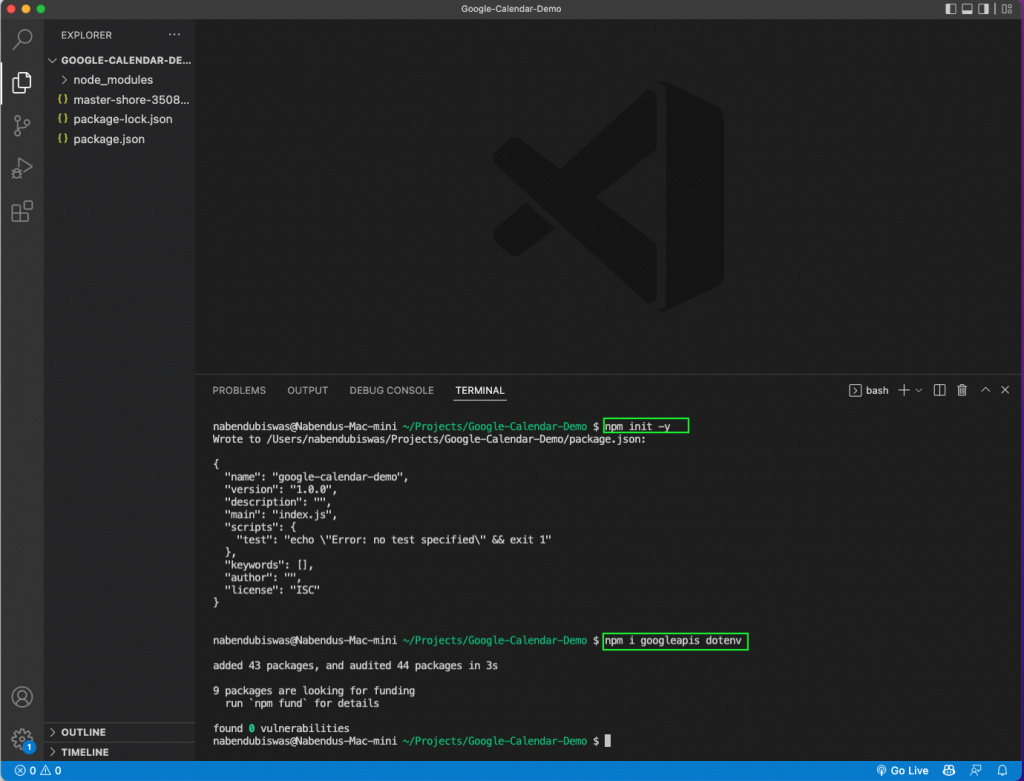 Google-Calendar-Demo
EXPLORER
GOOGLE-CALENDAR-DE...
node_modules
{} master-shore-3508...
{} package-lock.json
{} package.json
OUTLINE
TIMELINE
PROBLEMS OUTPUT DEBUG CONSOLE TERMINAL
bash
nabendubiswas@Nabendus-Mac-mini ~/Projects/Google-Calendar-Demo $ npm init -y
Wrote to /Users/nabendubiswas/Projects/Google-Calendar-Demo/package.json:
{
"name": "google-calendar-demo",
"version": "1.0.0",
"description": "",
"main": "index.js",
"scripts": {
"test": "echo \"Error: no test specified\" && exit 1"
},
"keywords": [],
"author": "",
"license": "ISC"
}
nabendubiswas@Nabendus-Mac-mini ~/Projects/Google-Calendar-Demo $ npm i googleapis dotenv
added 43 packages, and audited 44 packages in 3s
9 packages are looking for funding
run `npm fund` for details
found 0 vulnerabilities
nabendubiswas@Nabendus-Mac-mini ~/Projects/Google-Calendar-Demo $
1
0 0
Go Live